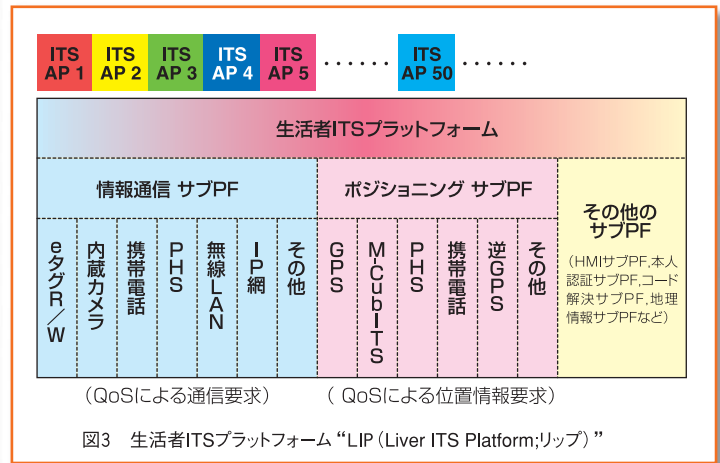 ITS AP 1
ITS AP 2
ITS AP 3
ITS AP 4
ITS AP 5
‥‥‥
ITS AP 50
‥‥‥
生活者ITSプラットフォーム
情報通信 サブPF
ポジショニング サブPF
その他の
サブPF
(HMIサブPF,本人
認証サブPF,コード
解決サブPF,地理
情報サブPFなど)
eタグR/W
内蔵カメラ
携帯電話
PHS
無線LAN
IP網
その他
GPS
M-CubITS
PHS
携帯電話
逆GPS
その他
(QoSによる通信要求)
( QoSによる位置情報要求)
図3 生活者ITSプラットフォーム“LIP(Liver ITS Platform;リップ)”